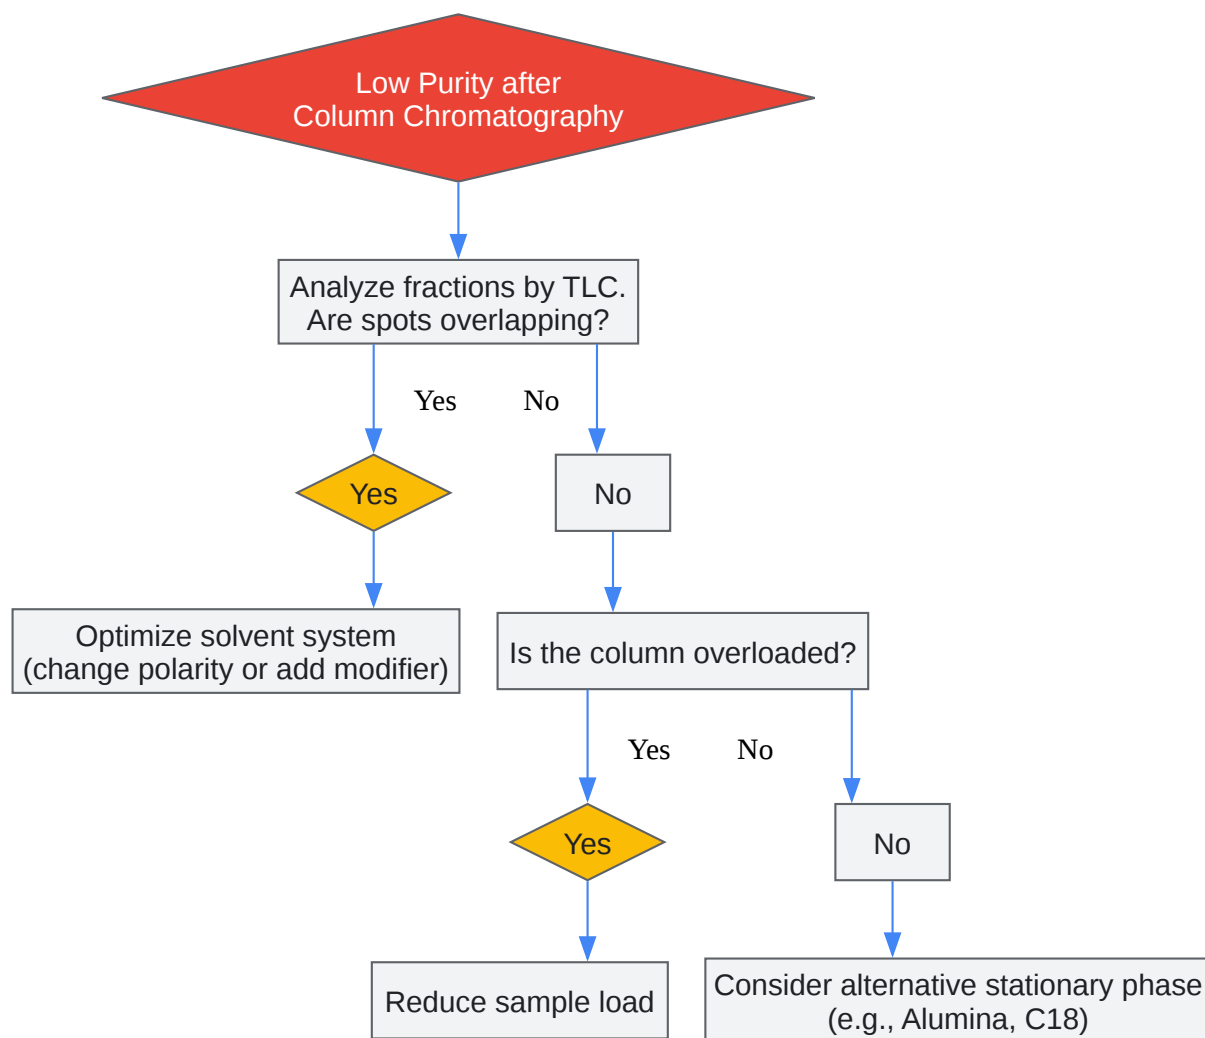 Low Purity after
Column Chromatography
Analyze fractions by TLC.
Are spots overlapping?
Yes
No
Yes
No
Optimize solvent system
(change polarity or add modifier)
Is the column overloaded?
Yes
No
Yes
No
Reduce sample load
Consider alternative stationary phase
(e.g., Alumina, C18)